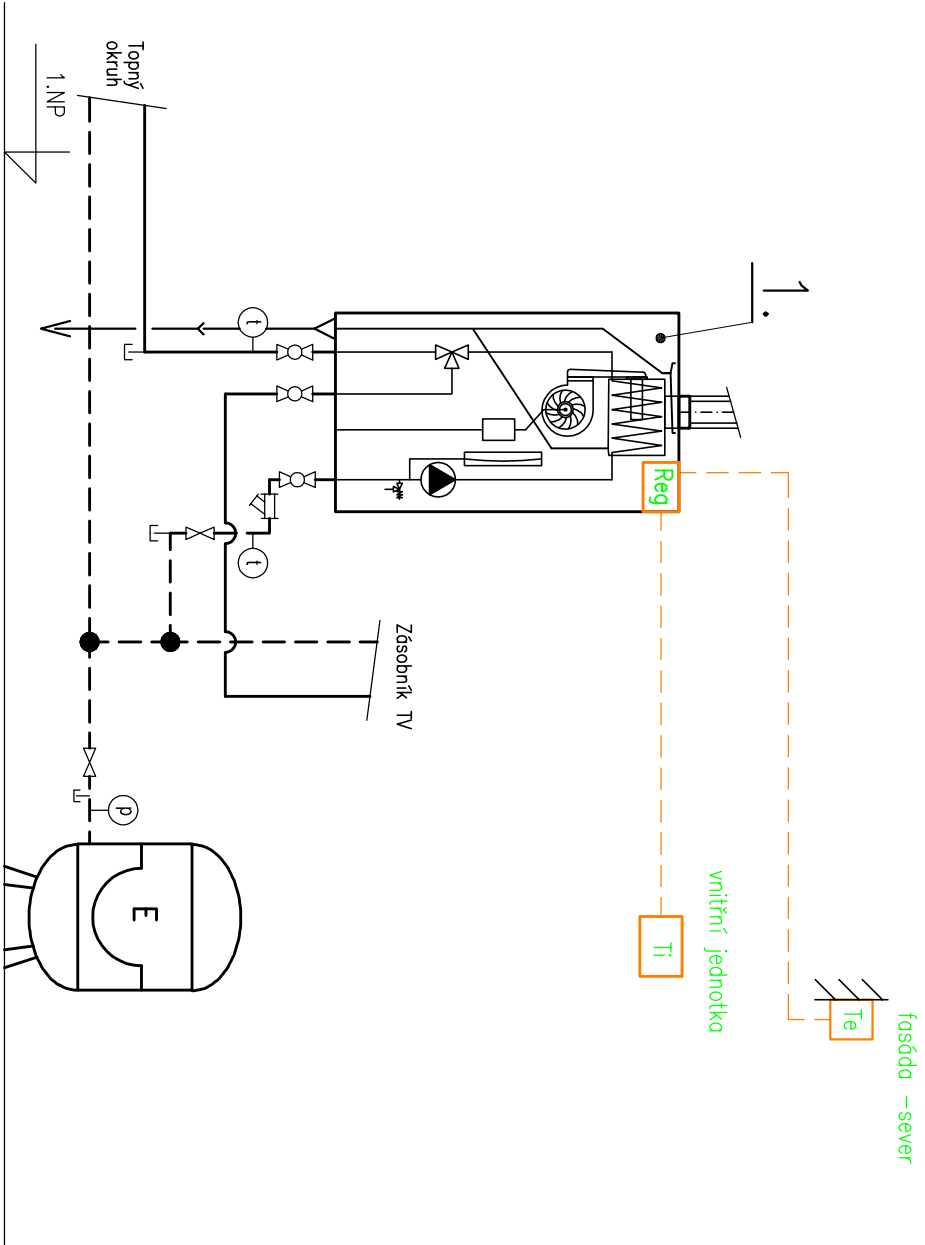 1.
Topný
okruh
1.NP
t
t
Reg
Zásobník TV
p
E
vnitřní jednotka
Ti
Te
fasáda -sever